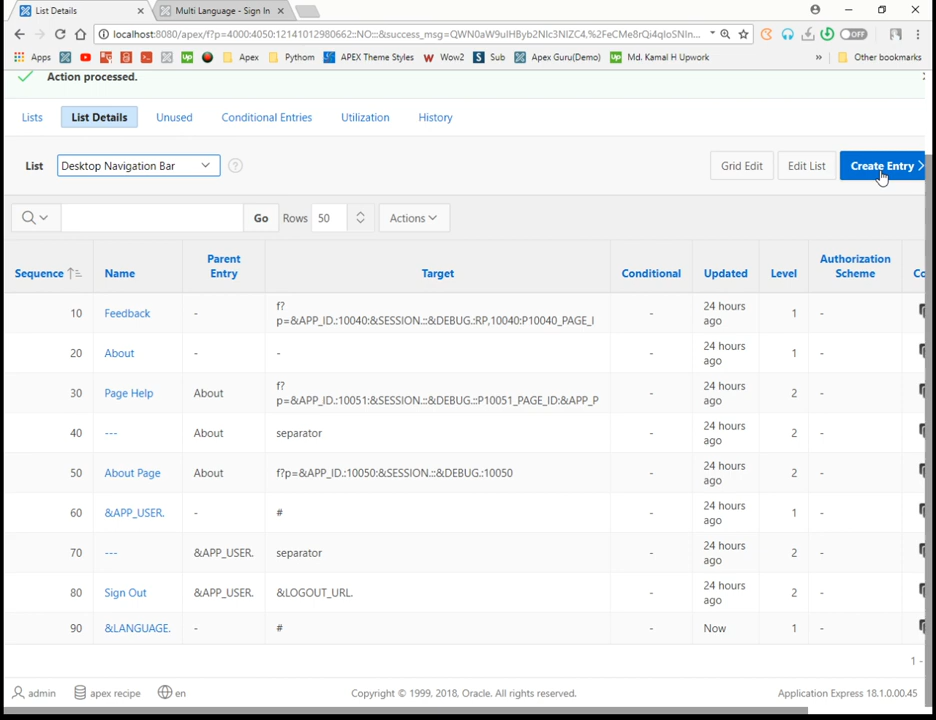 List Details
Multi Language - Sign In
localhost:8080/apex/f?p=4000:4050:12141012980662::NO:::&success_msg=
OFF
Apps
Apex
Python
APEX Theme Styles
Wow2
Sub
Apex Guru(Demo)
Md. Kamal H Upwork
»
Other bookmarks
Action processed.
Lists
List Details
Unused
Conditional Entries
Utilization
History
List
Desktop Navigation Bar
?
Grid Edit
Edit List
Create Entry
Go
Rows
50
Actions
Sequence
Name
Parent
Entry
Target
Conditional
Updated
Level
Authorization
Scheme
10 Feedback -
f?
p=&APP_ID.:10040:&SESSION.::&DEBUG.:RP,10040:P10040_PAGE_I
-
24 hours
ago
1 -
20 About - - -
24 hours
ago
1 -
30 Page Help About
f?
p=&APP_ID.:10051:&SESSION.::&DEBUG.::P10051_PAGE_ID:&APP_P
-
24 hours
ago
2 -
40 --- About separator -
24 hours
ago
2 -
50 About Page About f?p=&APP_ID.:10050:&SESSION.::&DEBUG.:10050 -
24 hours
ago
2 -
60 &APP_USER. - # -
24 hours
ago
1 -
70 --- &APP_USER. separator -
24 hours
ago
2 -
80 Sign Out &APP_USER. &LOGOUT_URL. -
24 hours
ago
2 -
90 &LANGUAGE. - # - Now 1 -
1 -
admin
apex recipe
en
Copyright © 1999, 2018, Oracle. All rights reserved.
Application Express 18.1.0.00.45